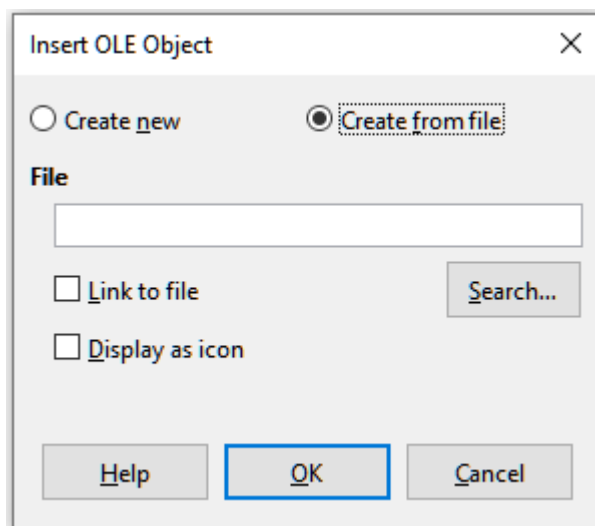 Insert OLE Object
Create new Create from file
File
Link to file Search...
Display as icon
Help OK Cancel